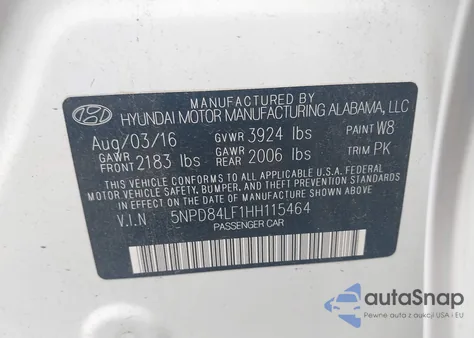 MANUFACTURED BY
HYUNDAI MOTOR MANUFACTURING ALABAMA, LLC
Aug/03/16 GVWR 3924 lbs PAINT W8
GAWR FRONT 2183 lbs GAWR REAR 2006 lbs TRIM PK
THIS VEHICLE CONFORMS TO ALL APPLICABLE U.S.A. FEDERAL
MOTOR VEHICLE SAFETY, BUMPER, AND THEFT PREVENTION STANDARDS
IN EFFECT ON THE DATE OF MANUFACTURE SHOWN ABOVE.
V.I.N 5NPD84LF1HH115464
PASSENGER CAR
autoSnap
Pewne auta z aukcji USA i EU